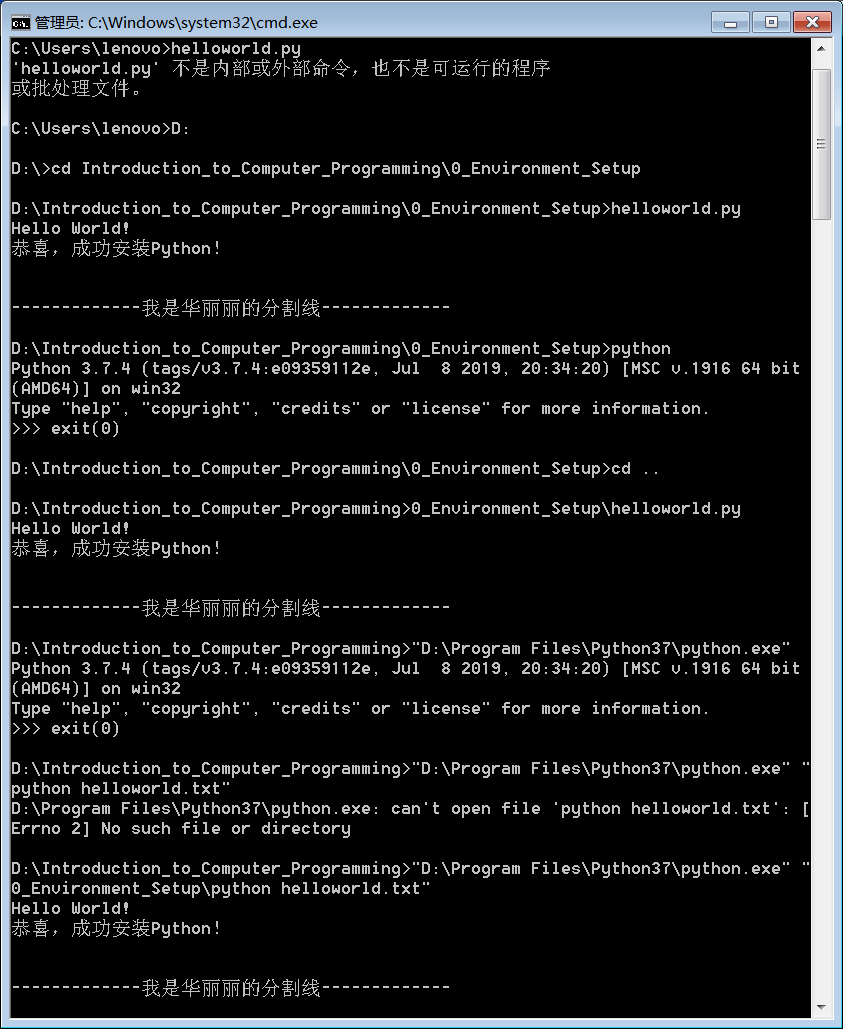 管理员: C:\Windows\system32\cmd.exe
C:\Users\lenovo>helloworld.py
'helloworld.py' 不是内部或外部命令，也不是可运行的程序
或批处理文件。
C:\Users\lenovo>D:
D:\>cd Introduction_to_Computer_Programming\0_Environment_Setup
D:\Introduction_to_Computer_Programming\0_Environment_Setup>helloworld.py
Hello World!
恭喜，成功安装Python!
-------------我是华丽丽的分割线-------------
D:\Introduction_to_Computer_Programming\0_Environment_Setup>python
Python 3.7.4 (tags/v3.7.4:e09359112e, Jul  8 2019, 20:34:20) [MSC v.1916 64 bit
(AMD64)] on win32
Type "help", "copyright", "credits" or "license" for more information.
>>> exit(0)
D:\Introduction_to_Computer_Programming\0_Environment_Setup>cd ..
D:\Introduction_to_Computer_Programming>0_Environment_Setup\helloworld.py
Hello World!
恭喜，成功安装Python!
-------------我是华丽丽的分割线-------------
D:\Introduction_to_Computer_Programming>"D:\Program Files\Python37\python.exe"
Python 3.7.4 (tags/v3.7.4:e09359112e, Jul  8 2019, 20:34:20) [MSC v.1916 64 bit
(AMD64)] on win32
Type "help", "copyright", "credits" or "license" for more information.
>>> exit(0)
D:\Introduction_to_Computer_Programming>"D:\Program Files\Python37\python.exe" "
python helloworld.txt"
D:\Program Files\Python37\python.exe: can't open file 'python helloworld.txt': [
Errno 2] No such file or directory
D:\Introduction_to_Computer_Programming>"D:\Program Files\Python37\python.exe" "
0_Environment_Setup\python helloworld.txt"
Hello World!
恭喜，成功安装Python!
-------------我是华丽丽的分割线-------------